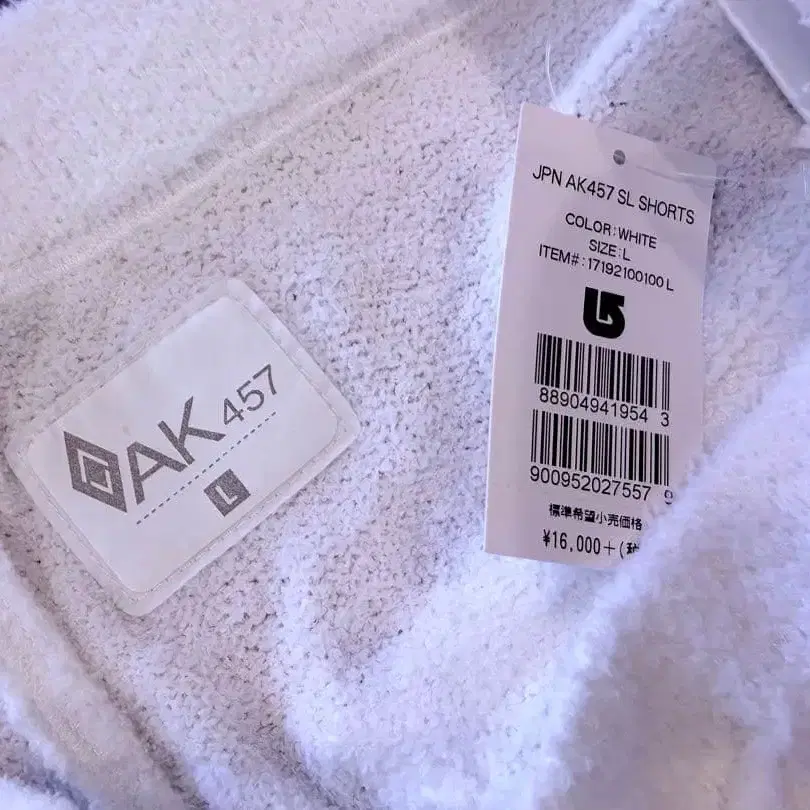 AK 457
L
JPN AK457 SL SHORTS
COLOR:WHITE
SIZE:L
ITEM#:17192100100 L
88904941954 3
900952027557 9
標準希望小売価格
¥16,000+(税